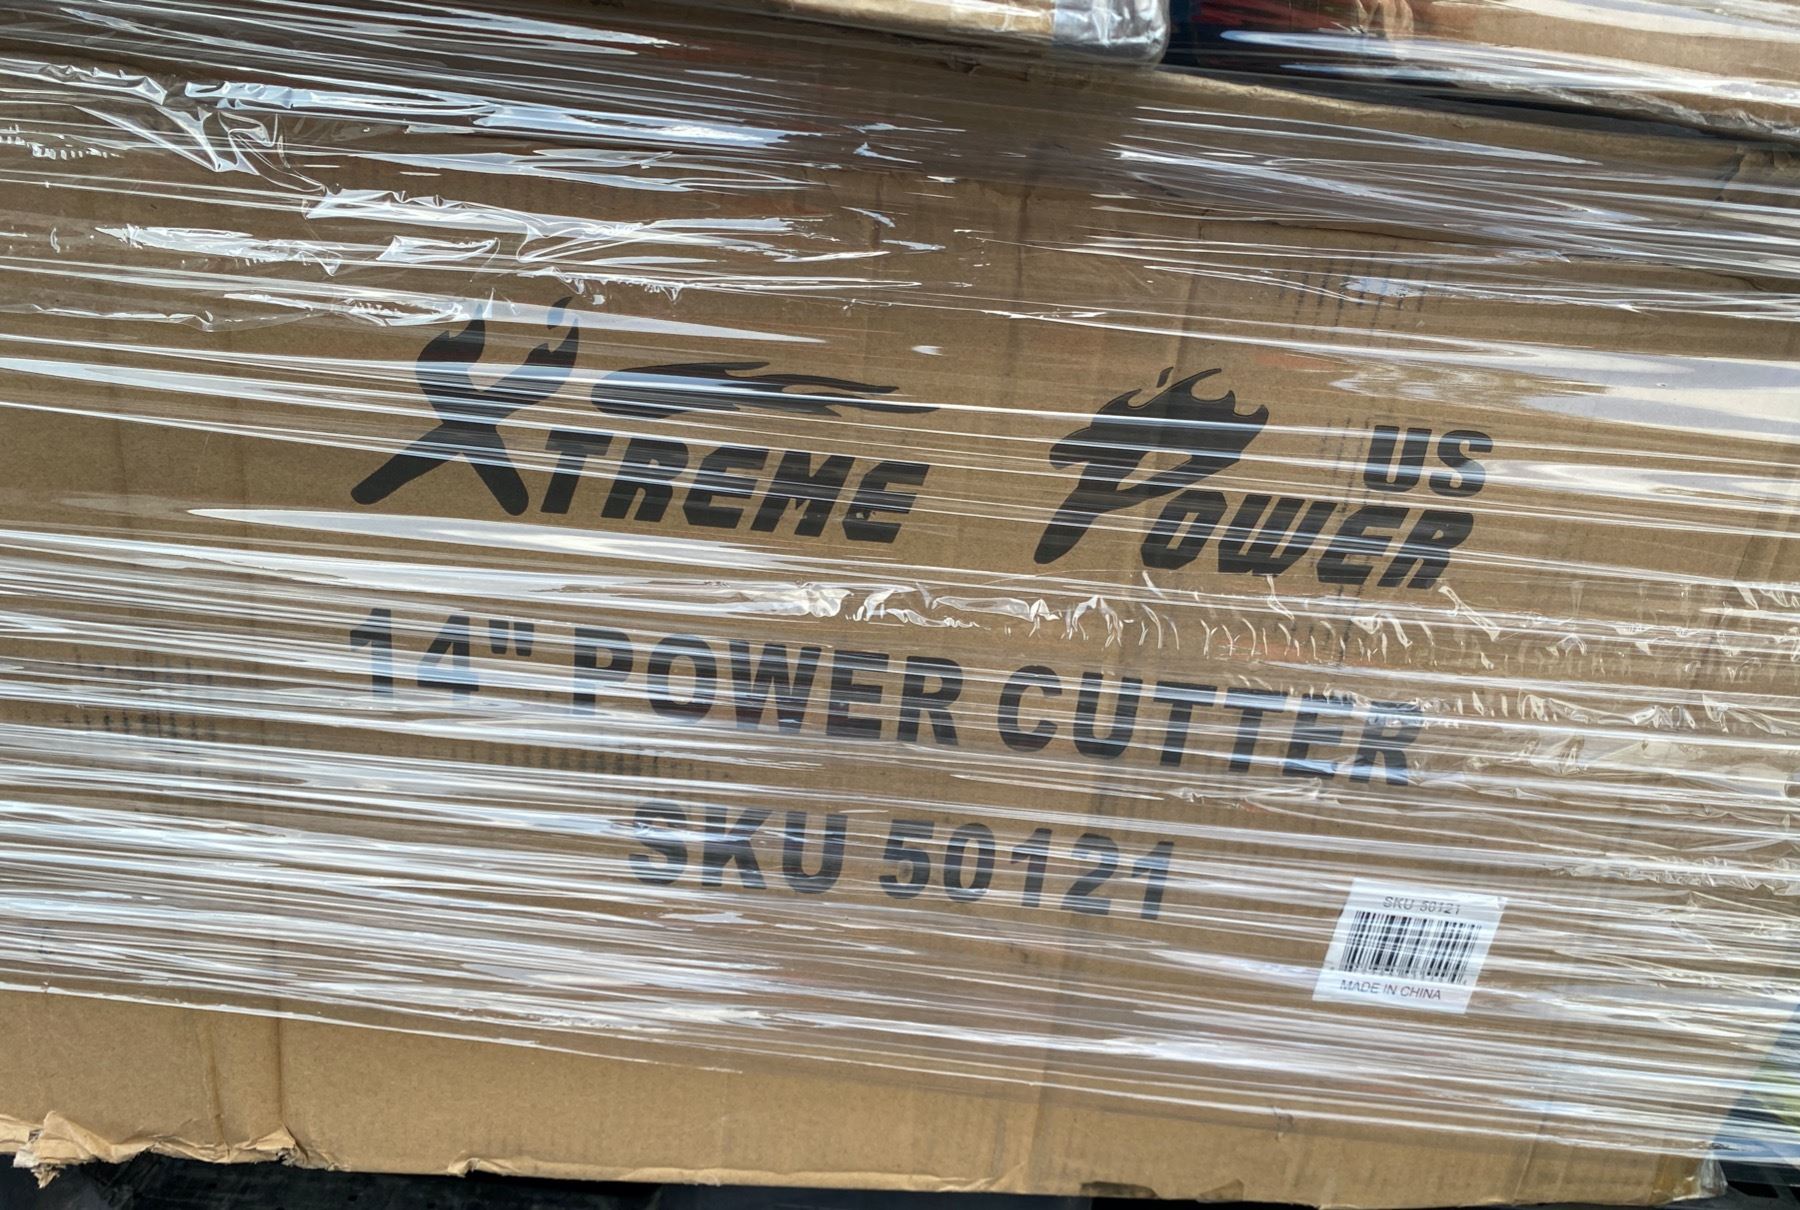 XTREME POWER US
14" POWER CUTTER
SKU 50121
SKU 50121
MADE IN CHINA